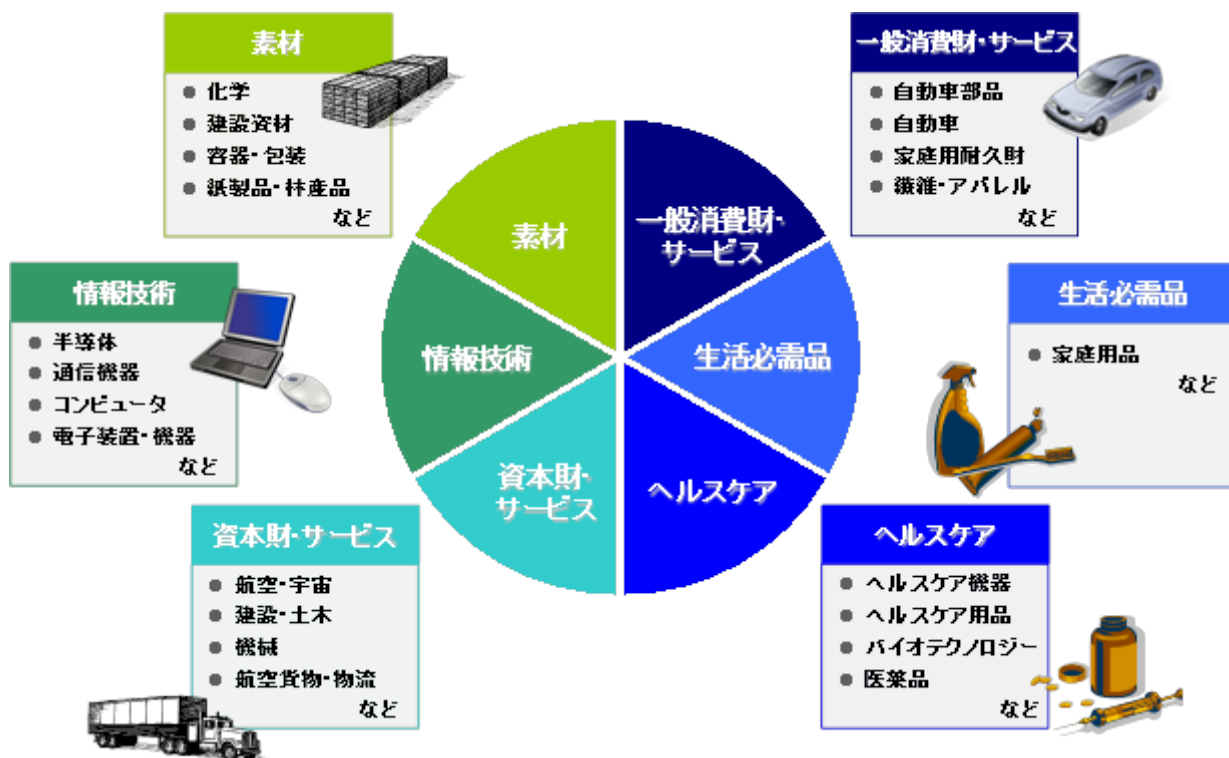 素材
化学
建設資材
容器・包装
紙製品・林産品
など
一般消費財・サービス
自動車部品
自動車
家庭用耐久財
繊維・アパレル
など
情報技術
半導体
通信機器
コンピュータ
電子装置・機器
など
素材
一般消費財・
サービス
情報技術
生活必需品
資本財・
サービス
ヘルスケア
生活必需品
家庭用品
など
資本財・サービス
航空・宇宙
建設・土木
機械
航空貨物・物流
など
ヘルスケア
ヘルスケア機器
ヘルスケア用品
バイオテクノロジー
医薬品
など